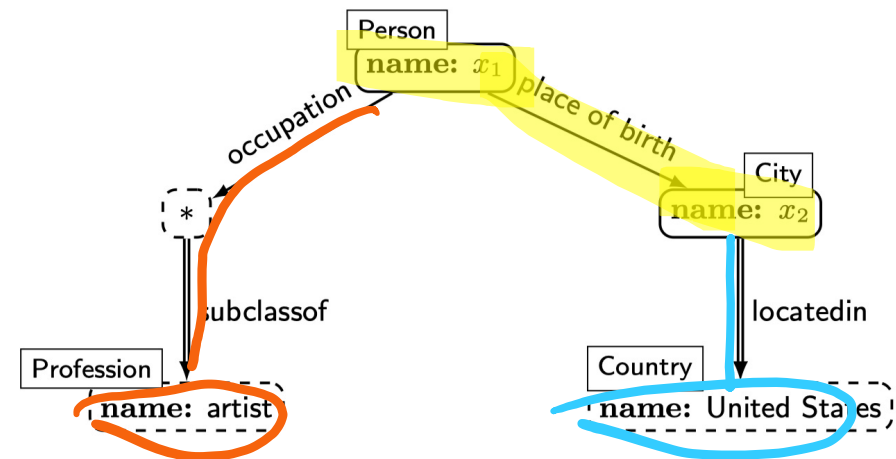 Person
name: x1
occupation
place of birth
City
*
name: x2
subclassof
locatedin
Profession
Country
name: artist
name: United States